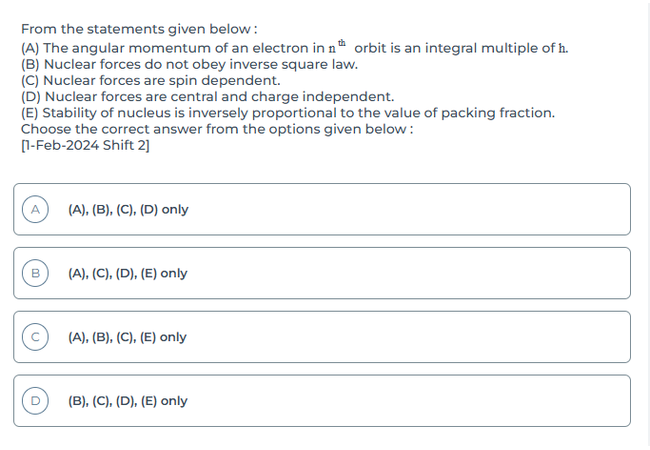 From the statements given below :
(A) The angular momentum of an electron in n^th orbit is an integral multiple of ℏ.
(B) Nuclear forces do not obey inverse square law.
(C) Nuclear forces are spin dependent.
(D) Nuclear forces are central and charge independent.
(E) Stability of nucleus is inversely proportional to the value of packing fraction.
Choose the correct answer from the options given below :
[1-Feb-2024 Shift 2]
A (A), (B), (C), (D) only
B (A), (C), (D), (E) only
C (A), (B), (C), (E) only
D (B), (C), (D), (E) only